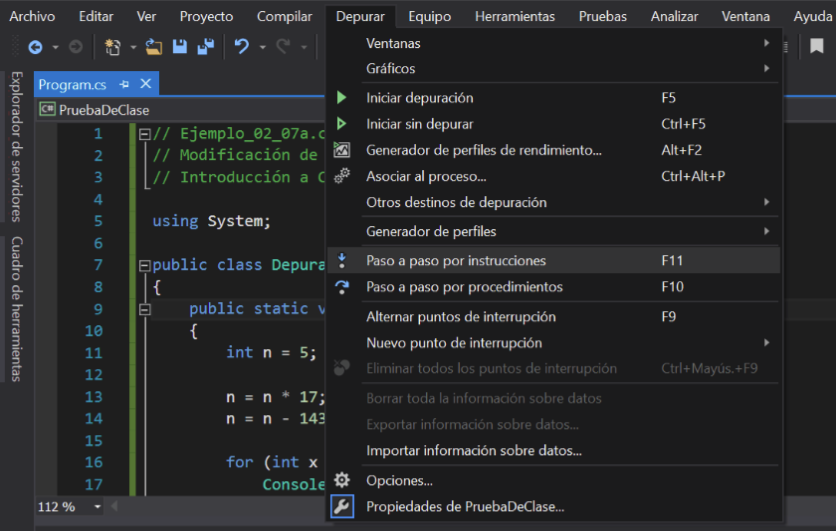 Archivo Editar Ver Proyecto Compilar Depurar Equipo Herramientas Pruebas Analizar Ventana Ayuda
Explorador de servidores
Cuadro de herramientas
Program.cs
C# PruebaDeClase
1 // Ejemplo_02_07a.c
2 // Modificación de
3 // Introducción a C
4
5 using System;
6
7 public class Depura
8 {
9 public static v
10 {
11 int n = 5;
12
13 n = n * 17;
14 n = n - 143
15
16 for (int x
17 Console
112 %
Ventanas
Gráficos
Iniciar depuración F5
Iniciar sin depurar Ctrl+F5
Generador de perfiles de rendimiento... Alt+F2
Asociar al proceso... Ctrl+Alt+P
Otros destinos de depuración
Generador de perfiles
Paso a paso por instrucciones F11
Paso a paso por procedimientos F10
Alternar puntos de interrupción F9
Nuevo punto de interrupción
Eliminar todos los puntos de interrupción Ctrl+Mayús.+F9
Borrar toda la información sobre datos
Exportar información sobre datos...
Importar información sobre datos...
Opciones...
Propiedades de PruebaDeClase...